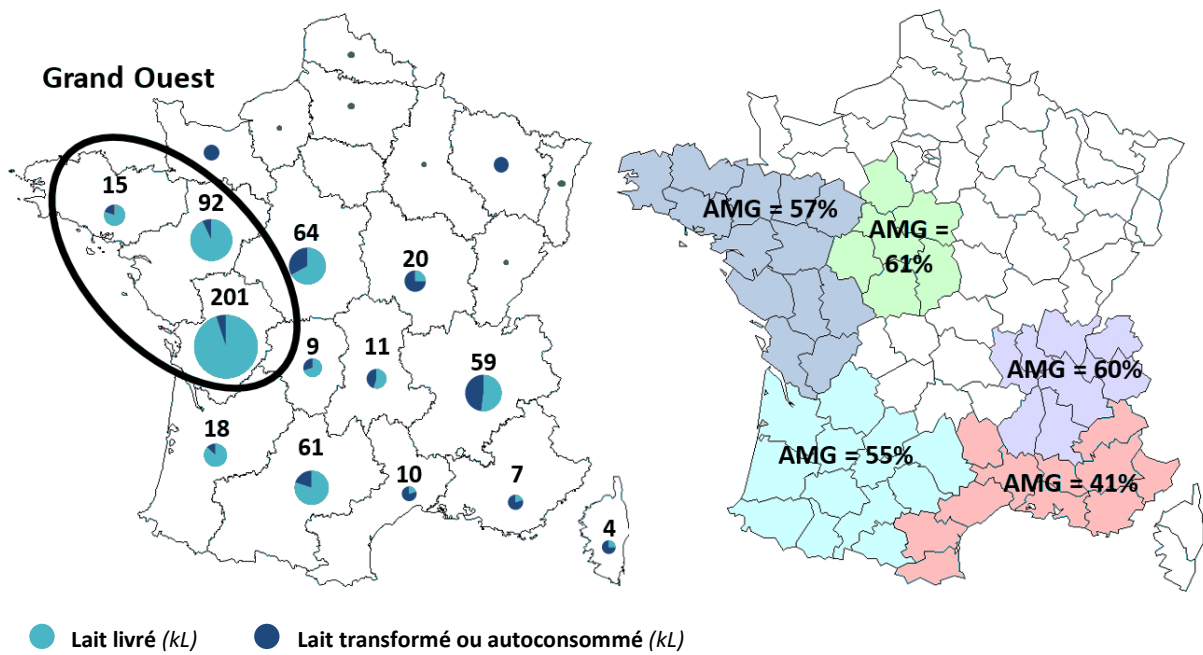 Grand Ouest
15
92
64
20
201
9
11
59
18
61
10
7
4
AMG = 57%
AMG =
61%
AMG = 60%
AMG = 55%
AMG = 41%
Lait livré (kL)
Lait transformé ou autoconsommé (kL)